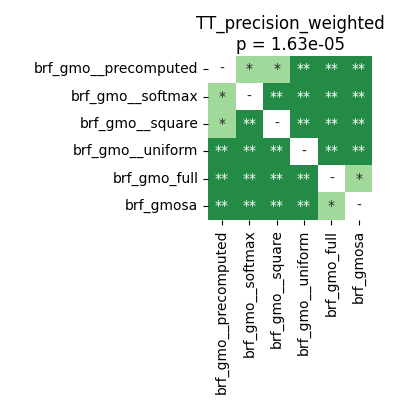 TT_precision_weighted
p = 1.63e-05
brf_gmo__precomputed - * * ** ** **
brf_gmo__softmax * - ** ** ** **
brf_gmo__square * ** - ** ** **
brf_gmo__uniform ** ** ** - ** **
brf_gmo_full ** ** ** ** - *
brf_gmosa ** ** ** ** * -
brf_gmo__precomputed
brf_gmo__softmax
brf_gmo__square
brf_gmo__uniform
brf_gmo_full
brf_gmosa